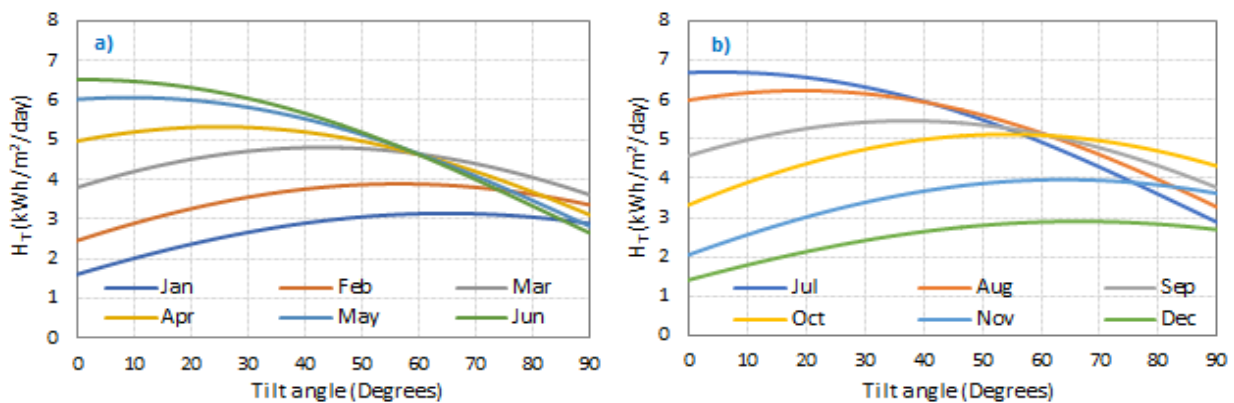 a)
H_T (kWh/m²/day)
8
7
6
5
4
3
2
1
0
Jan Feb Mar
Apr May Jun
0 10 20 30 40 50 60 70 80 90
Tilt angle (Degrees)
b)
H_T (kWh/m²/day)
8
7
6
5
4
3
2
1
0
Jul Aug Sep
Oct Nov Dec
0 10 20 30 40 50 60 70 80 90
Tilt angle (Degrees)